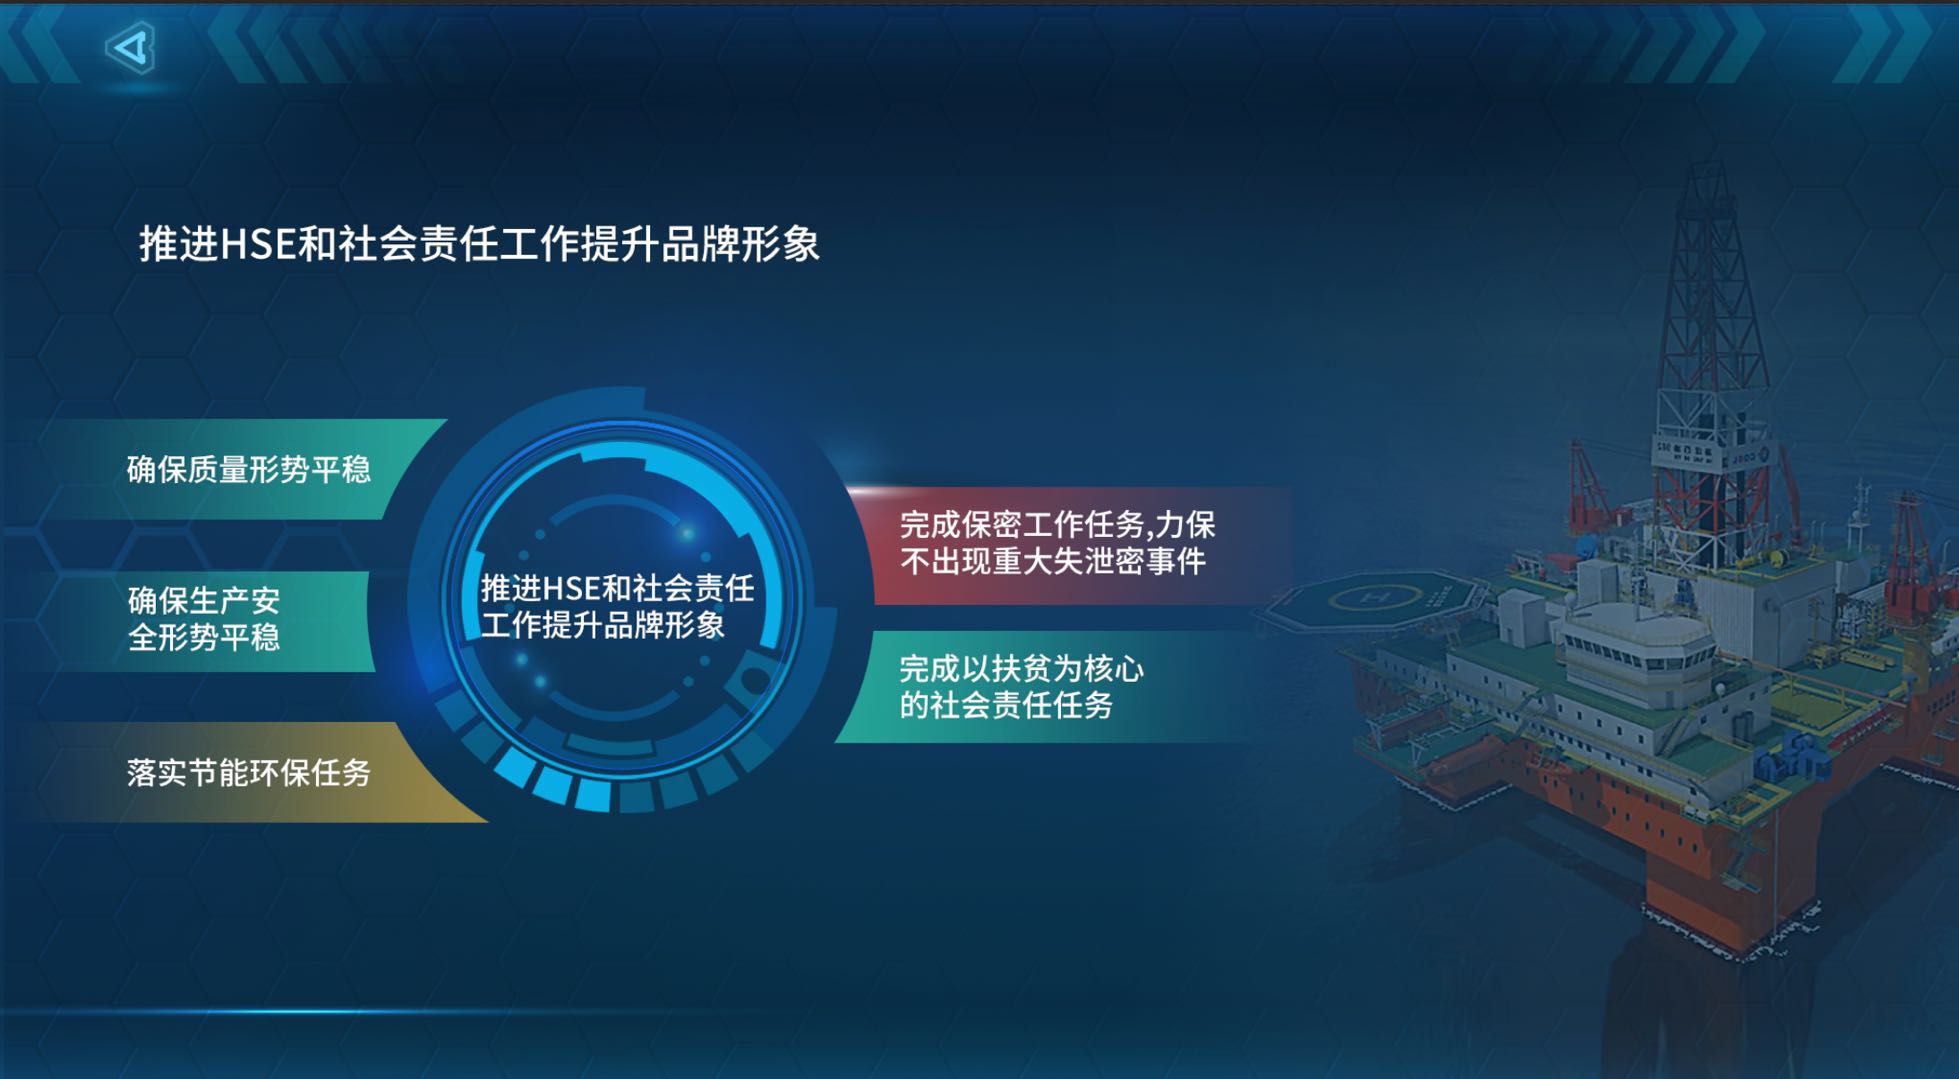 推进HSE和社会责任工作提升品牌形象
确保质量形势平稳
确保生产安
全形势平稳
落实节能环保任务
推进HSE和社会责任
工作提升品牌形象
完成保密工作任务,力保
不出现重大失泄密事件
完成以扶贫为核心
的社会责任任务
H